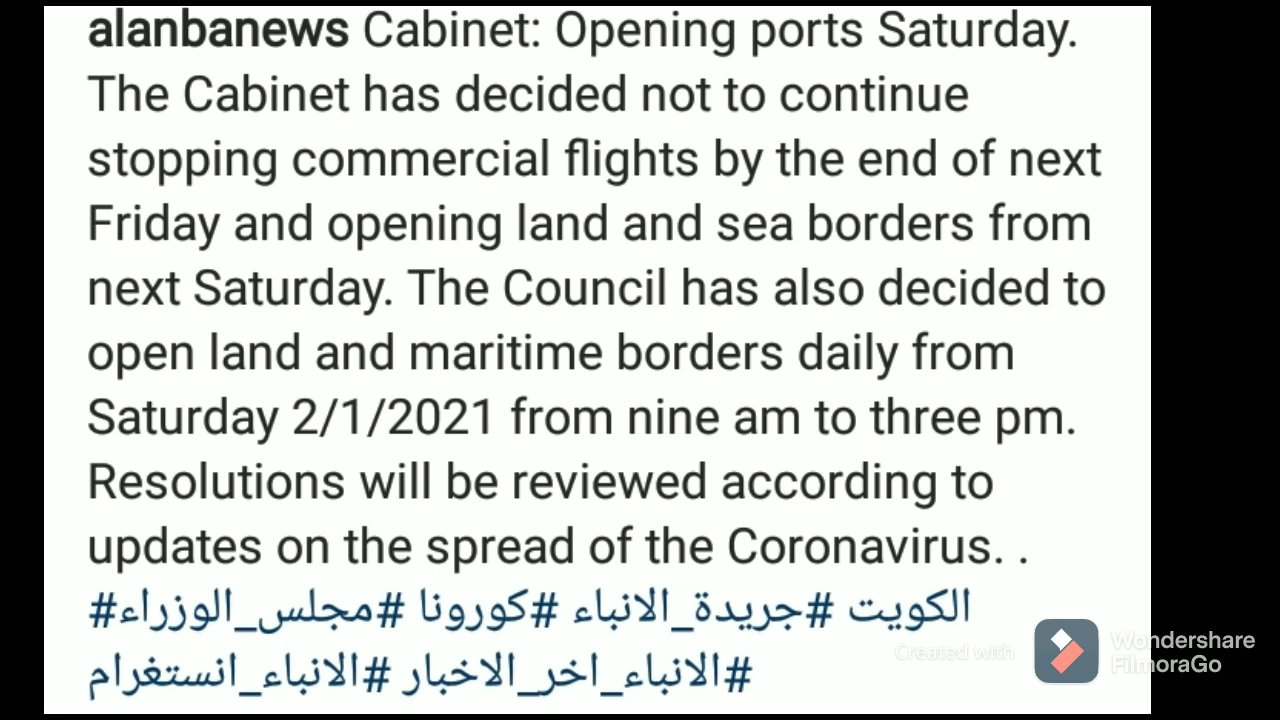 alanbanews Cabinet: Opening ports Saturday.
The Cabinet has decided not to continue
stopping commercial flights by the end of next
Friday and opening land and sea borders from
next Saturday. The Council has also decided to
open land and maritime borders daily from
Saturday 2/1/2021 from nine am to three pm.
Resolutions will be reviewed according to
updates on the spread of the Coronavirus. .
#الكويت #جريدة_الانباء #كورونا #مجلس_الوزراء
#الانباء_اخر_الاخبار #الانباء_انستغرام
Created with
Wondershare
FilmoraGo